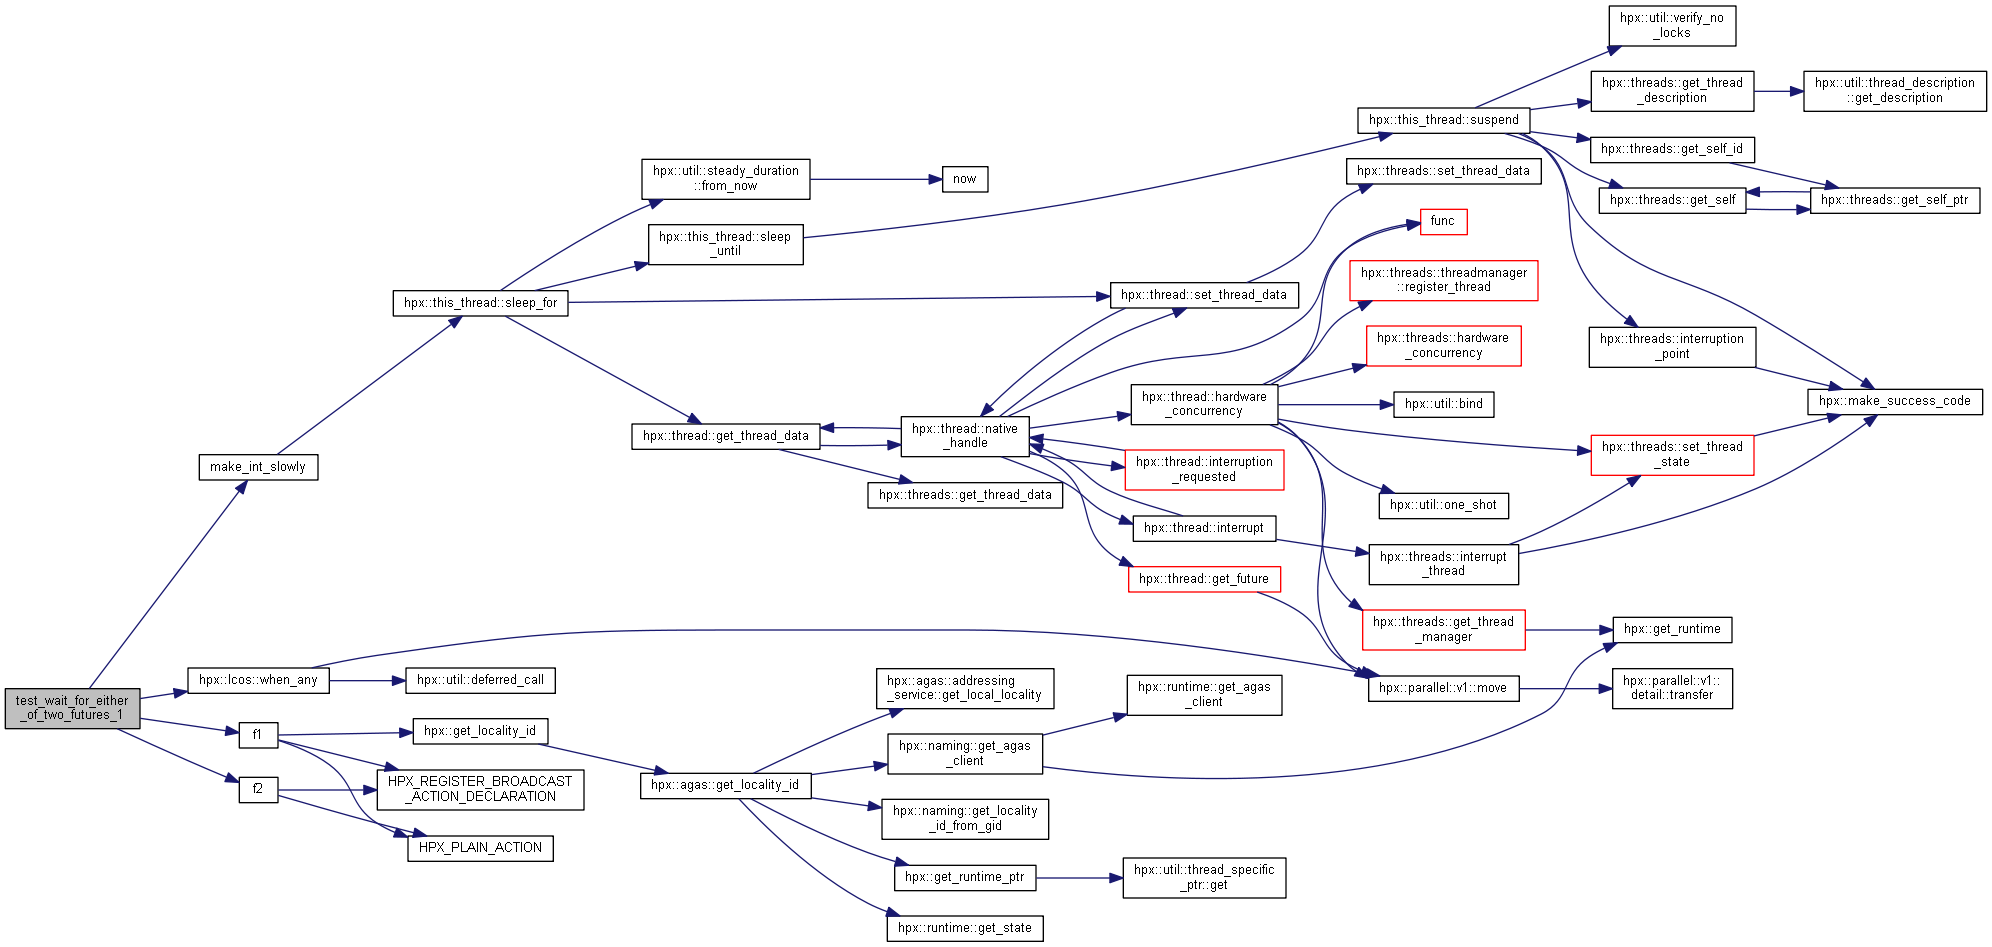 hpx::util::verify_no
_locks
hpx::threads::get_thread
_description
hpx::util::thread_description
::get_description
hpx::this_thread::suspend
hpx::threads::get_self_id
hpx::util::steady_duration
::from_now
now
hpx::threads::set_thread_data
hpx::threads::get_self
hpx::threads::get_self_ptr
func
hpx::this_thread::sleep
_until
hpx::threads::threadmanager
::register_thread
hpx::this_thread::sleep_for
hpx::thread::set_thread_data
hpx::threads::hardware
_concurrency
hpx::threads::interruption
_point
hpx::thread::hardware
_concurrency
hpx::util::bind
hpx::make_success_code
hpx::thread::get_thread_data
hpx::thread::native
_handle
hpx::threads::set_thread
_state
make_int_slowly
hpx::thread::interruption
_requested
hpx::threads::get_thread_data
hpx::util::one_shot
hpx::thread::interrupt
hpx::threads::interrupt
_thread
hpx::thread::get_future
hpx::threads::get_thread
_manager
hpx::get_runtime
hpx::lcos::when_any
hpx::util::deferred_call
hpx::agas::addressing
_service::get_local_locality
hpx::runtime::get_agas
_client
hpx::parallel::v1::move
hpx::parallel::v1::
detail::transfer
test_wait_for_either
_of_two_futures_1
f1
hpx::get_locality_id
hpx::naming::get_agas
_client
f2
HPX_REGISTER_BROADCAST
_ACTION_DECLARATION
hpx::agas::get_locality_id
hpx::naming::get_locality
_id_from_gid
HPX_PLAIN_ACTION
hpx::get_runtime_ptr
hpx::util::thread_specific
_ptr::get
hpx::runtime::get_state